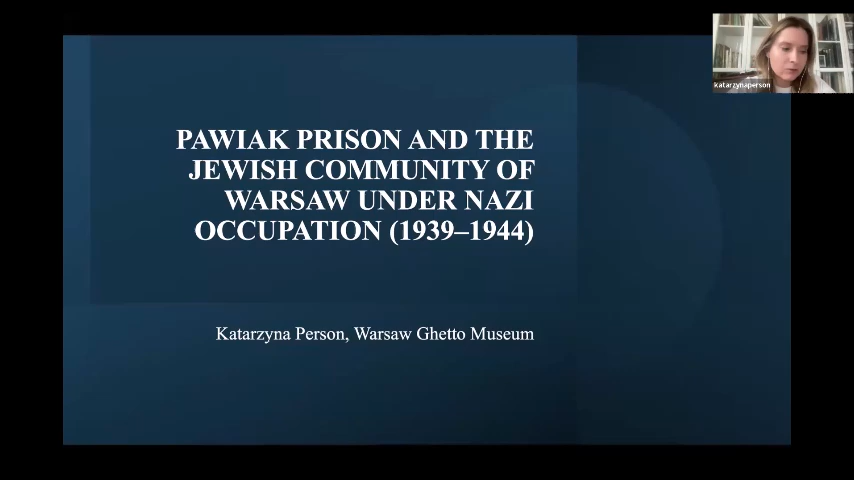 PAWIAK PRISON AND THE
JEWISH COMMUNITY OF
WARSAW UNDER NAZI
OCCUPATION (1939–1944)
Katarzyna Person, Warsaw Ghetto Museum
katarzynaperson